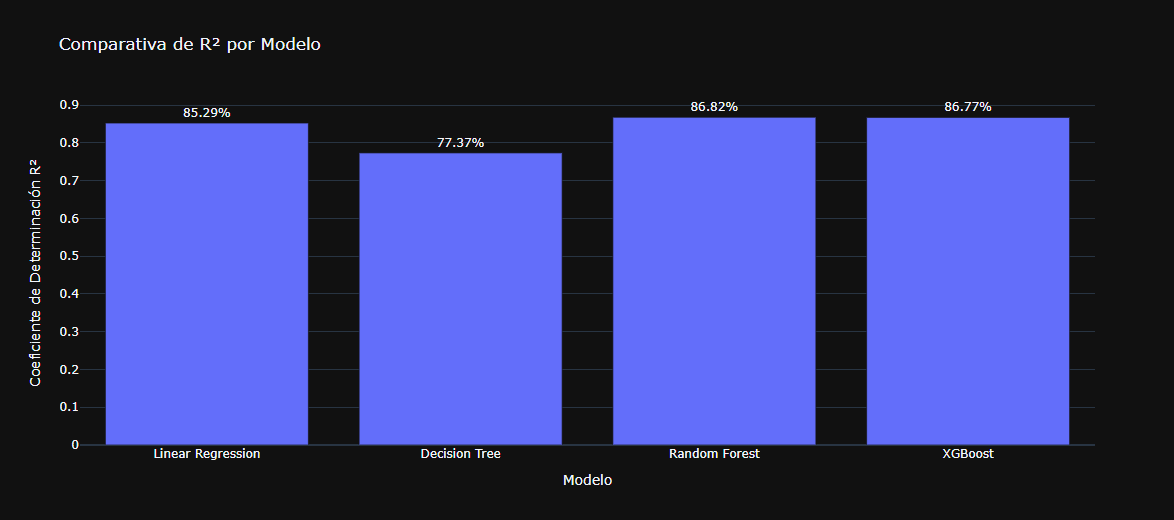 Comparativa de R² por Modelo
Coeficiente de Determinación R²
0.9
0.8
0.7
0.6
0.5
0.4
0.3
0.2
0.1
0
85.29%
77.37%
86.82%
86.77%
Linear Regression
Decision Tree
Random Forest
XGBoost
Modelo